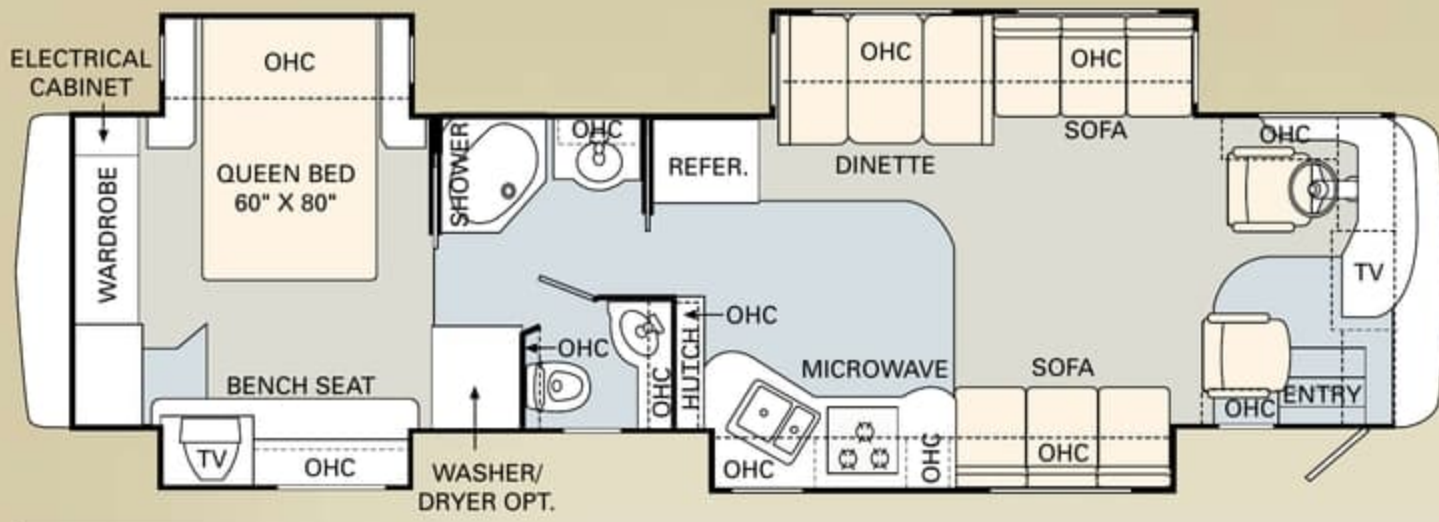 ELECTRICAL
CABINET
OHC
QUEEN BED
60" X 80"
WARDROBE
BENCH SEAT
TV
OHC
SHOWER
OHC
REFER.
OHC
DINETTE
OHC
SOFA
OHC
TV
OHC
OHC
HUTCH
OHC
MICROWAVE
OHC
OHC
SOFA
OHC
OHC
ENTRY
WASHER/
DRYER OPT.